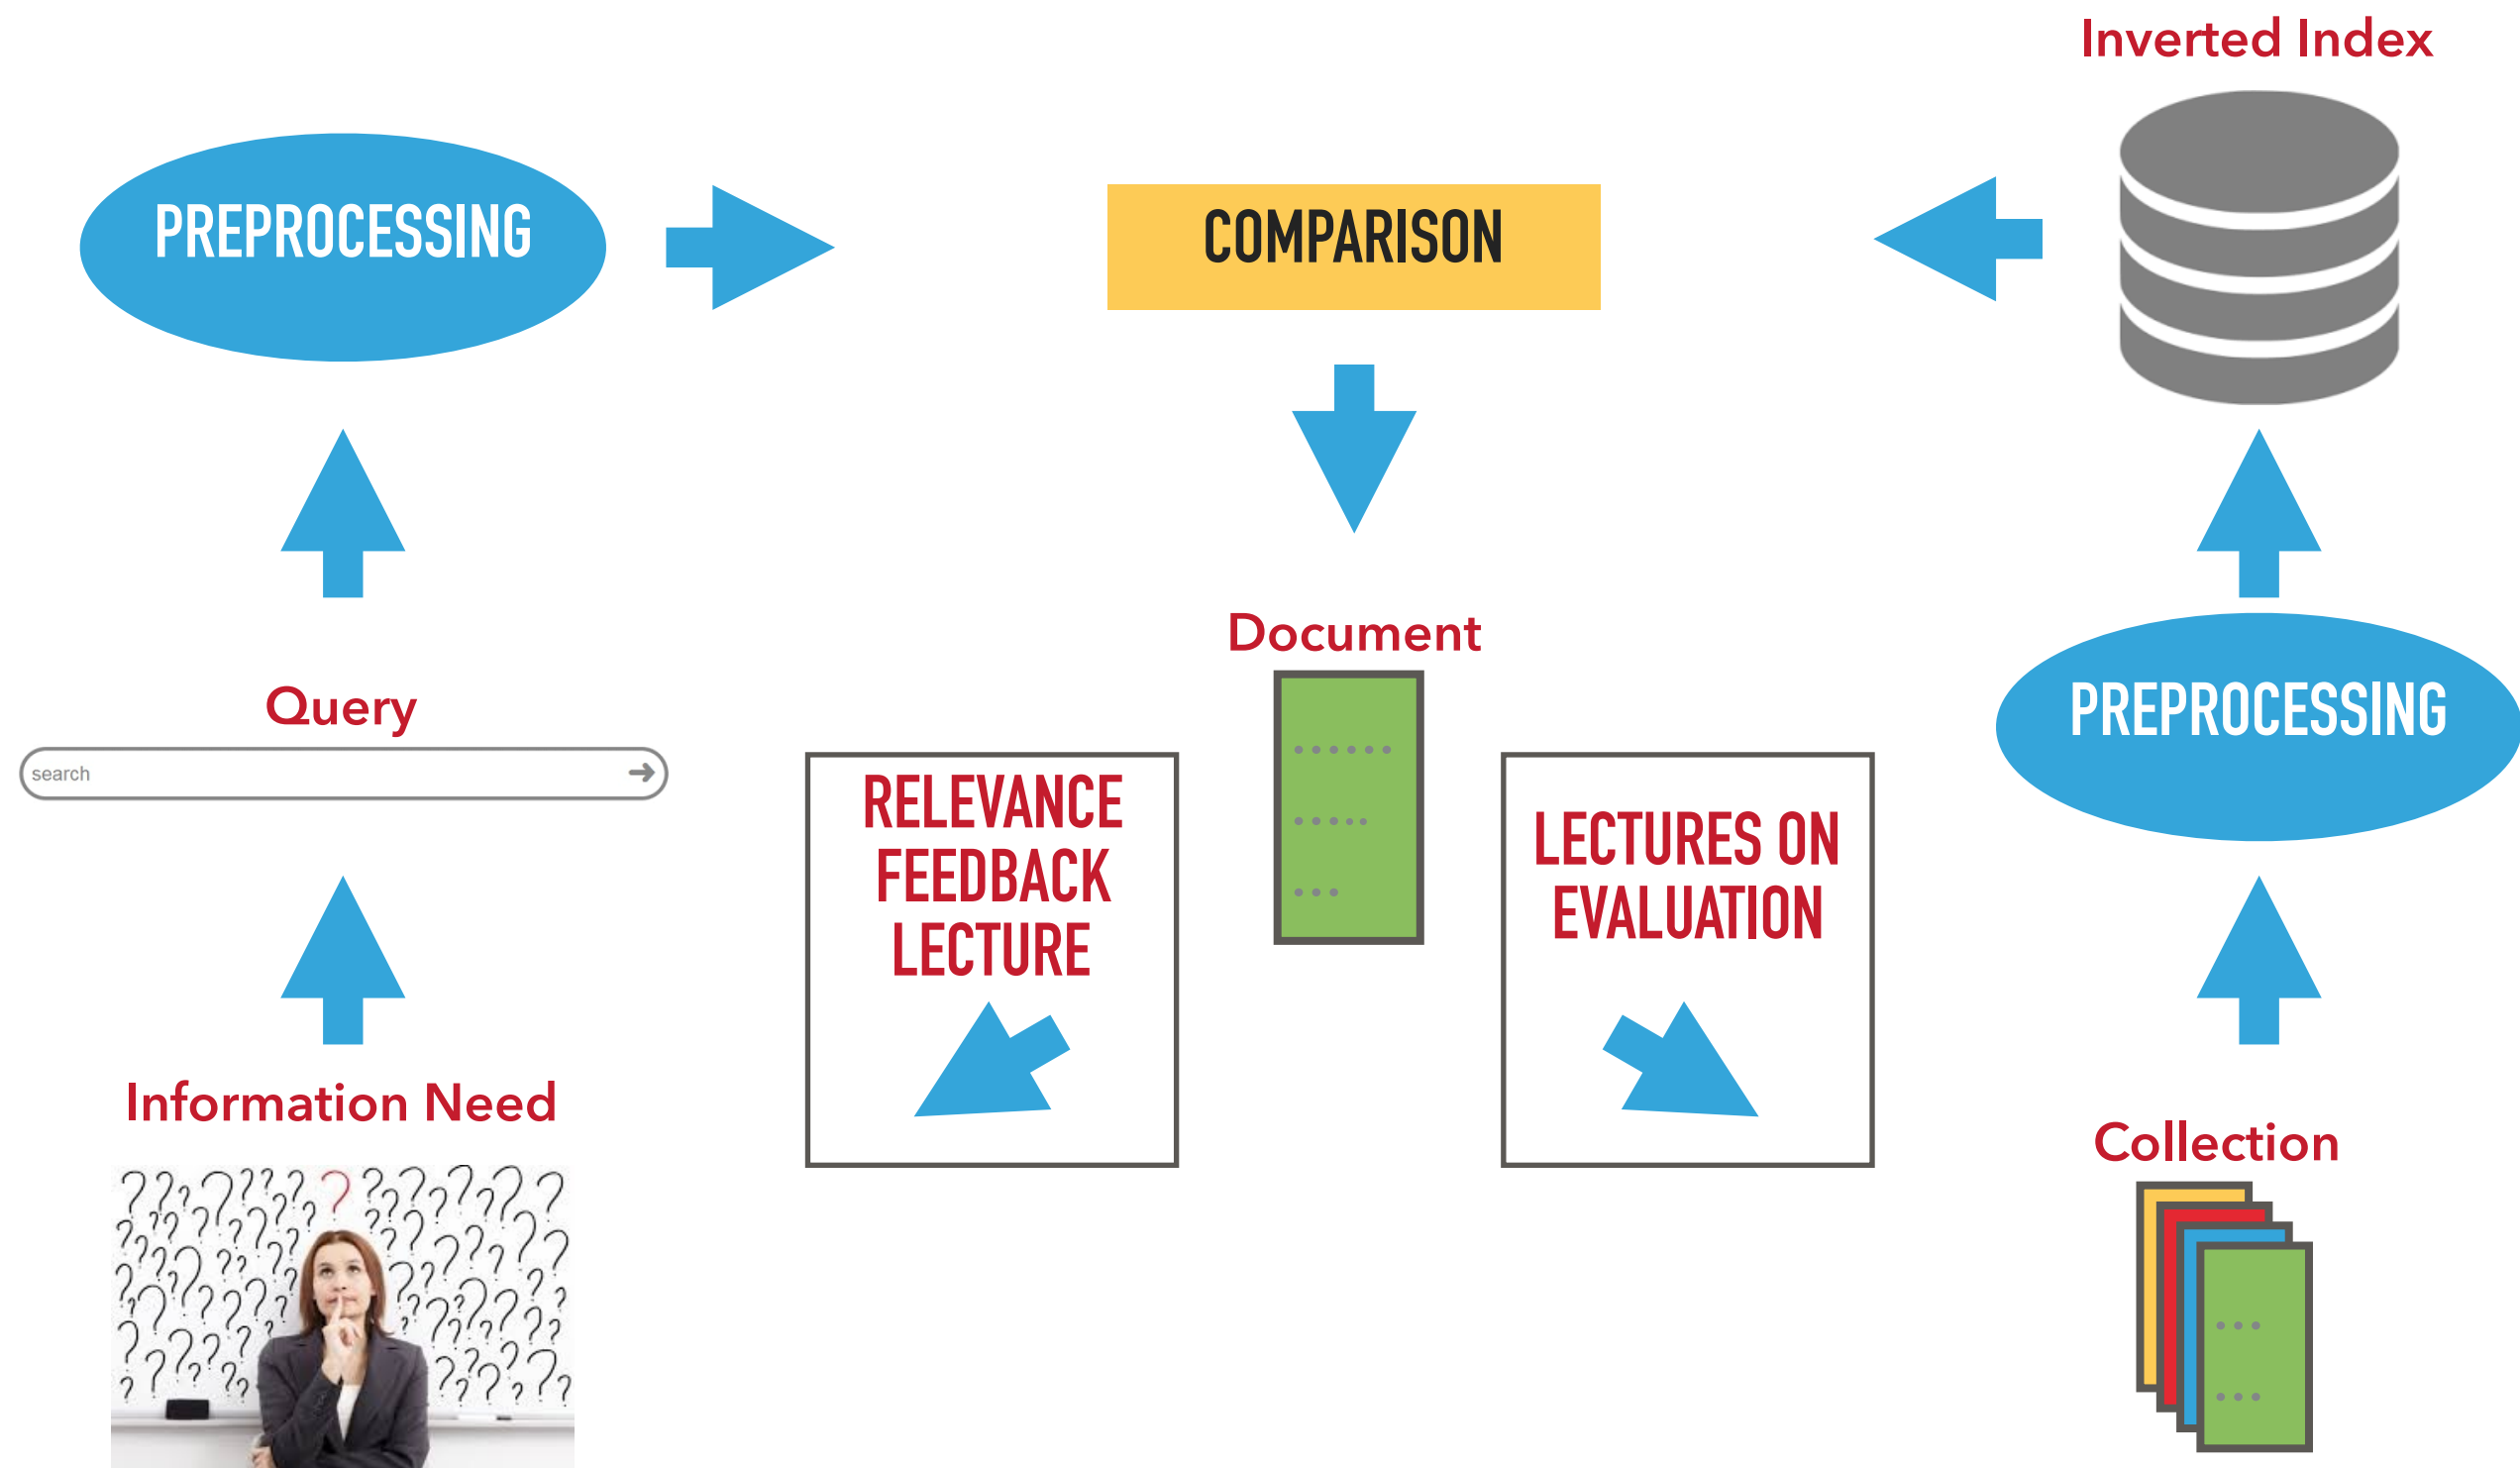 Inverted Index
PREPROCESSING
COMPARISON
Document
Query
search
PREPROCESSING
RELEVANCE
FEEDBACK
LECTURE
LECTURES ON
EVALUATION
Information Need
Collection